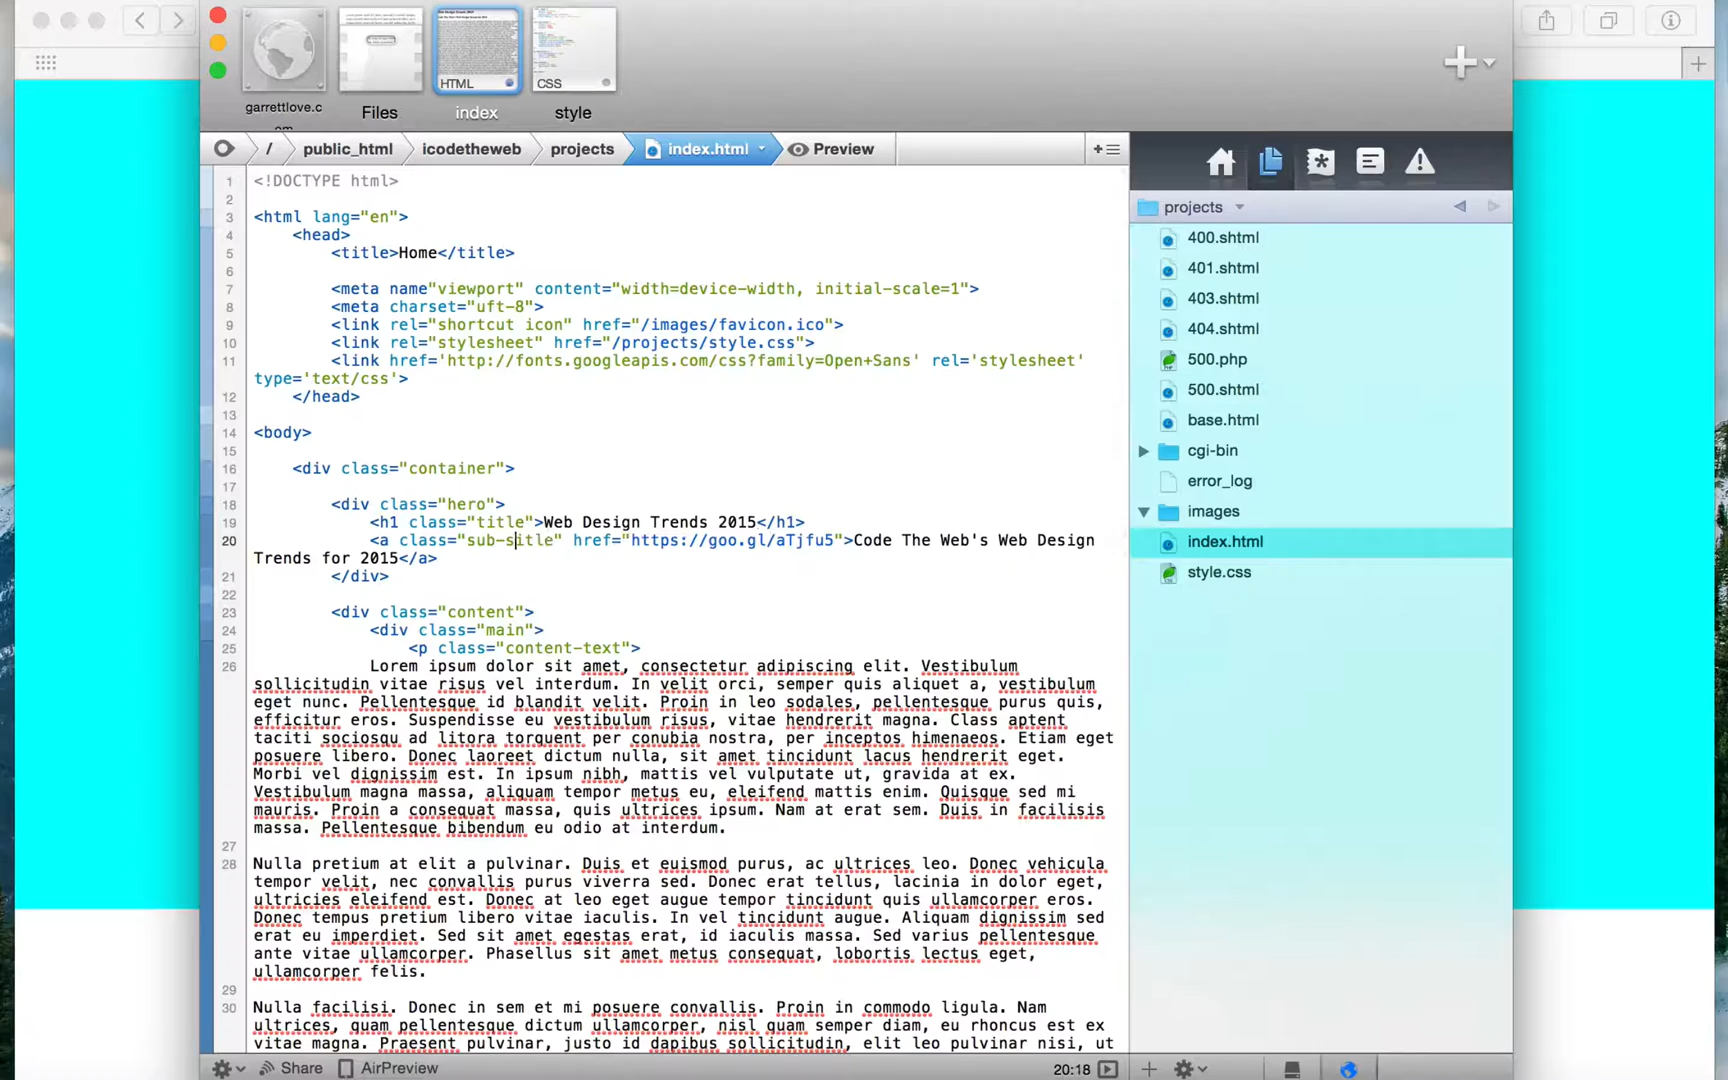 garrettlove.c
Files
HTML
index
CSS
style
/ public_html icodetheweb projects index.html Preview
1 <!DOCTYPE html>
2
3 <html lang="en">
4 <head>
5 <title>Home</title>
6
7 <meta name"viewport" content="width=device-width, initial-scale=1">
8 <meta charset="uft-8">
9 <link rel="shortcut icon" href="/images/favicon.ico">
10 <link rel="stylesheet" href="/projects/style.css">
11 <link href='http://fonts.googleapis.com/css?family=Open+Sans' rel='stylesheet'
type='text/css'>
12 </head>
13
14 <body>
15
16 <div class="container">
17
18 <div class="hero">
19 <h1 class="title">Web Design Trends 2015</h1>
20 <a class="sub-sitle" href="https://goo.gl/aTjfu5">Code The Web's Web Design
Trends for 2015</a>
21 </div>
22
23 <div class="content">
24 <div class="main">
25 <p class="content-text">
26 Lorem ipsum dolor sit amet, consectetur adipiscing elit. Vestibulum
sollicitudin vitae risus vel interdum. In velit orci, semper quis aliquet a, vestibulum
eget nunc. Pellentesque id blandit velit. Proin in leo sodales, pellentesque purus quis,
efficitur eros. Suspendisse eu vestibulum risus, vitae hendrerit magna. Class aptent
taciti sociosqu ad litora torquent per conubia nostra, per inceptos himenaeos. Etiam eget
posuere libero. Donec laoreet dictum nulla, sit amet tincidunt lacus hendrerit eget.
Morbi vel dignissim est. In ipsum nibh, mattis vel vulputate ut, gravida at ex.
Vestibulum magna massa, aliquam tempor metus eu, eleifend mattis enim. Quisque sed mi
mauris. Proin a consequat massa, quis ultrices ipsum. Nam at erat sem. Duis in facilisis
massa. Pellentesque bibendum eu odio at interdum.
27
28 Nulla pretium at elit a pulvinar. Duis et euismod purus, ac ultrices leo. Donec vehicula
tempor velit, nec convallis purus viverra sed. Donec erat tellus, lacinia in dolor eget,
ultricies eleifend est. Donec at leo eget augue tempor tincidunt quis ullamcorper eros.
Donec tempus pretium libero vitae iaculis. In vel tincidunt augue. Aliquam dignissim sed
erat eu imperdiet. Sed sit amet egestas erat, id iaculis massa. Sed varius pellentesque
ante vitae ullamcorper. Phasellus sit amet metus consequat, lobortis lectus eget,
ullamcorper felis.
29
30 Nulla facilisi. Donec in sem et mi posuere convallis. Proin in commodo ligula. Nam
ultrices, quam pellentesque dictum ullamcorper, nisl quam semper diam, eu rhoncus est ex
vitae magna. Praesent pulvinar, justo id dapibus sollicitudin, elit leo pulvinar nisi, ut
projects
400.shtml
401.shtml
403.shtml
404.shtml
500.php
500.shtml
base.html
cgi-bin
error_log
images
index.html
style.css
Share AirPreview 20:18